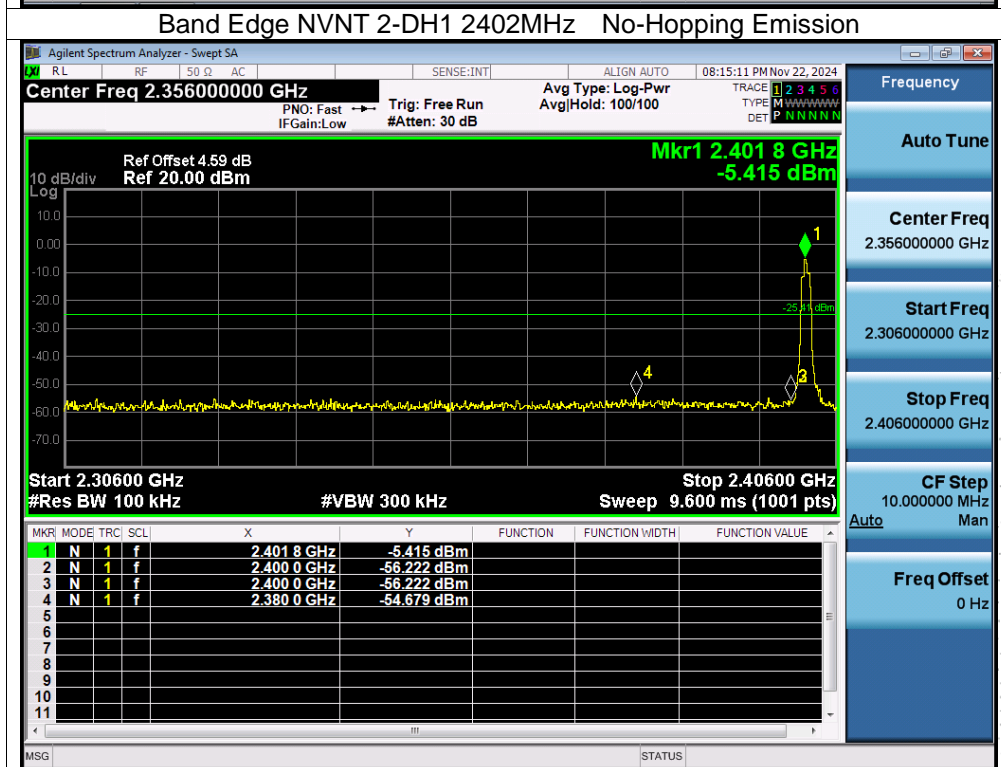 Band Edge NVNT 2-DH1 2402MHz No-Hopping Emission
Agilent Spectrum Analyzer - Swept SA
LXI RL RF 50 Ω AC SENSE:INT ALIGN AUTO 08:15:11 PM Nov 22, 2024
Center Freq 2.356000000 GHz
PNO: Fast
IFGain:Low
Trig: Free Run
#Atten: 30 dB
Avg Type: Log-Pwr
Avg|Hold: 100/100
TRACE 1 2 3 4 5 6
TYPE M WWWWW
DET P N N N N N
Frequency
Auto Tune
Center Freq
2.356000000 GHz
Start Freq
2.306000000 GHz
Stop Freq
2.406000000 GHz
CF Step
10.000000 MHz
Auto Man
Freq Offset
0 Hz
Mkr1 2.401 8 GHz
-5.415 dBm
Ref Offset 4.59 dB
10 dB/div Ref 20.00 dBm
Log
10.0
0.00
-10.0
-20.0
-30.0
-40.0
-50.0
-60.0
-70.0
1
-25.41 dBm
4
3
Start 2.30600 GHz Stop 2.40600 GHz
#Res BW 100 kHz #VBW 300 kHz Sweep 9.600 ms (1001 pts)
MKR MODE TRC SCL X Y FUNCTION FUNCTION WIDTH FUNCTION VALUE
1 N 1 f 2.401 8 GHz -5.415 dBm
2 N 1 f 2.400 0 GHz -56.222 dBm
3 N 1 f 2.400 0 GHz -56.222 dBm
4 N 1 f 2.380 0 GHz -54.679 dBm
5
6
7
8
9
10
11
MSG STATUS